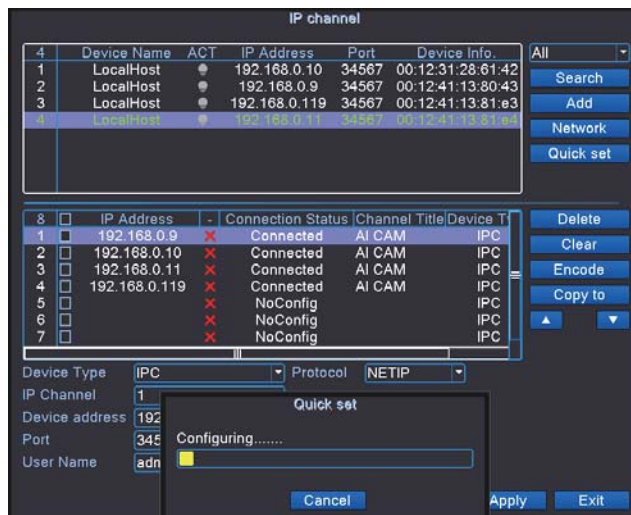 IP channel
4 Device Name ACT IP Address Port Device Info. All
1 LocalHost 192.168.0.10 34567 00:12:31:28:61:42
2 LocalHost 192.168.0.9 34567 00:12:41:13:80:43
3 LocalHost 192.168.0.119 34567 00:12:41:13:81:e3
4 LocalHost 192.168.0.11 34567 00:12:41:13:81:e4
Search
Add
Network
Quick set
8 IP Address - Connection Status Channel Title Device T
1 192.168.0.9 Connected AI CAM IPC
2 192.168.0.10 Connected AI CAM IPC
3 192.168.0.11 Connected AI CAM IPC
4 192.168.0.119 Connected AI CAM IPC
5 NoConfig IPC
6 NoConfig IPC
7 NoConfig IPC
Delete
Clear
Encode
Copy to
Device Type IPC Protocol NETIP
IP Channel 1
Device address 192
Port 345
User Name adn
Quick set
Configuring.......
Cancel
Apply Exit